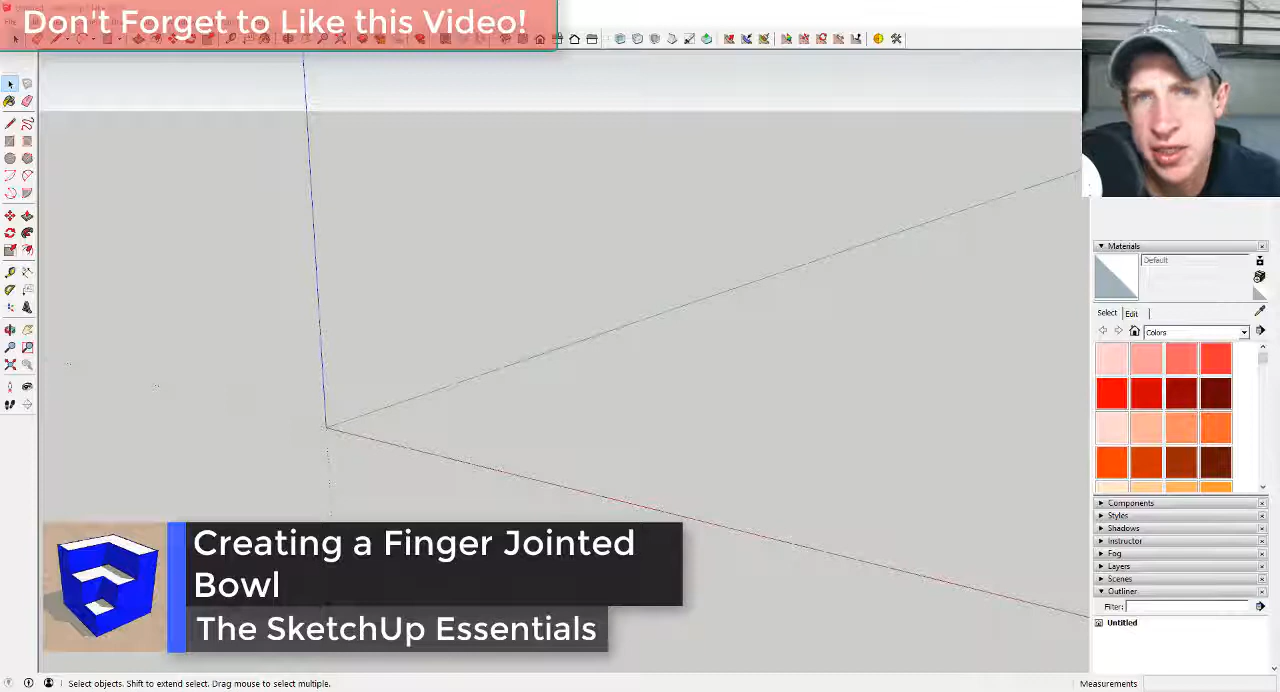 Don't Forget to Like this Video!
Materials
Default
Select
Edit
Colors
Components
Styles
Shadows
Instructor
Fog
Layers
Scenes
Outliner
Filter:
Untitled
Creating a Finger Jointed
Bowl
The SketchUp Essentials
Select objects. Shift to extend select. Drag mouse to select multiple.
Measurements